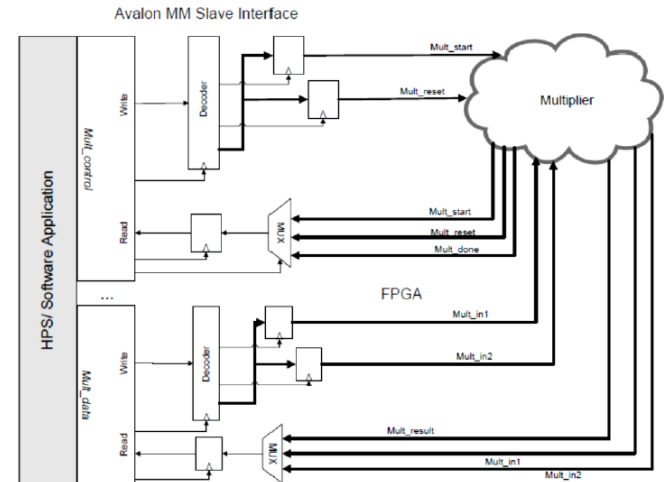 Avalon MM Slave Interface
HPS/ Software Application
Mult_control
Write
Read
Decoder
Mult_start
Mult_reset
Multiplier
MUX
Mult_start
Mult_reset
Mult_done
...
FPGA
Mult_data
Write
Read
Decoder
Mult_in1
Mult_in2
MUX
Mult_result
Mult_in1
Mult_in2